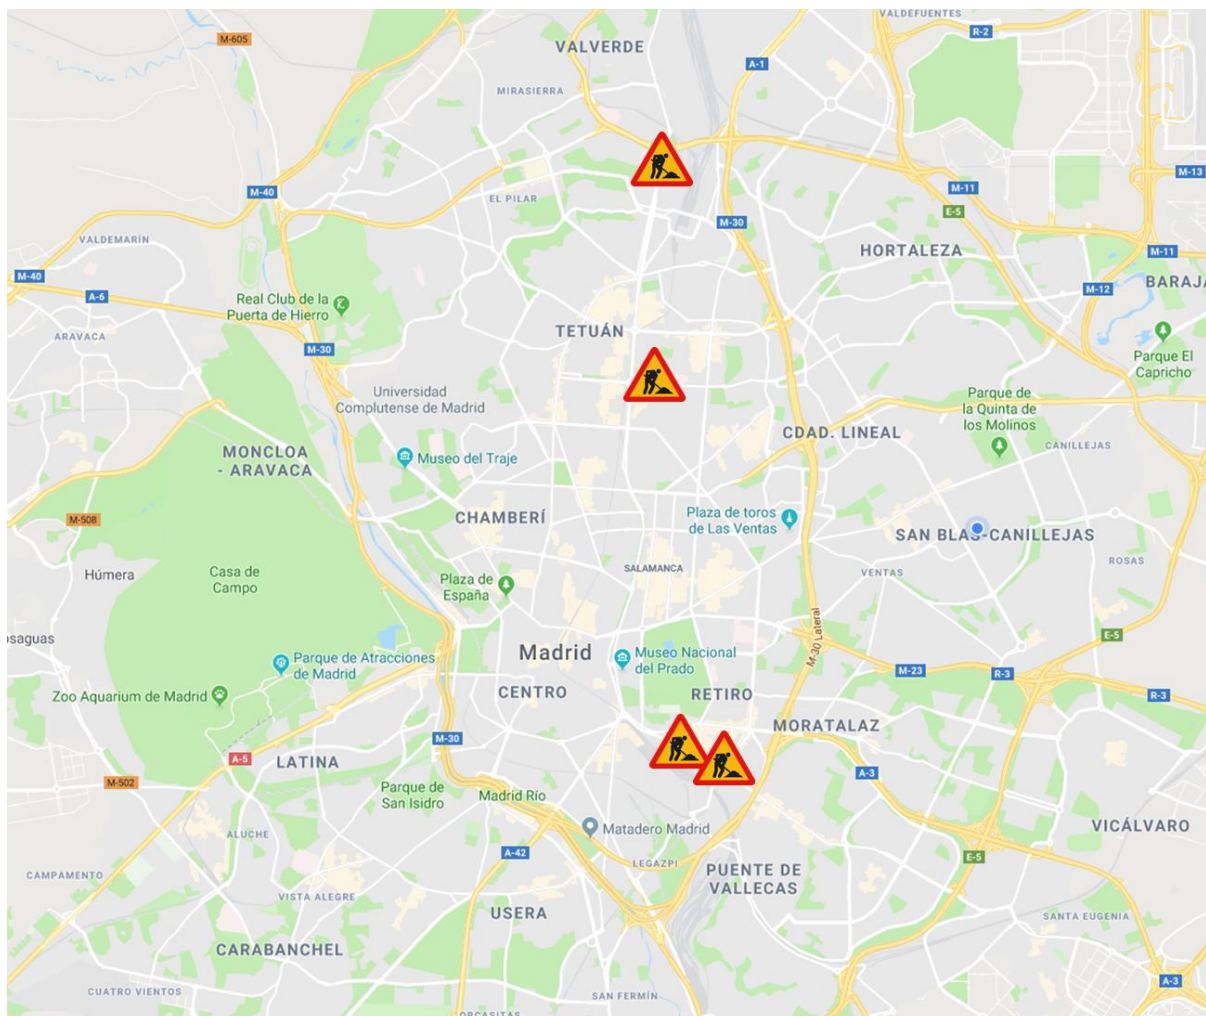 VALDEFUENTES
R-2
M-605
VALVERDE
A-1
MIRASIERRA
M-13
M-40
M-11
EL PILAR
E-5
M-30
VALDEMARÍN
HORTALEZA
M-11
M-40
BARAJA
A-6
M-12
Real Club de la
Puerta de Hierro
TETUÁN
ARAVACA
M-30
Parque El
Capricho
Universidad
Complutense de Madrid
Parque de
la Quinta de
los Molinos
CDAD. LINEAL
CANILLEJAS
MONCLOA
- ARAVACA
Museo del Traje
M-508
CHAMBERÍ
Plaza de toros
de Las Ventas
SAN BLAS-CANILLEJAS
Húmera
Casa de
Campo
Plaza de
España
SALAMANCA
VENTAS
ROSAS
M-30 Lateral
osaguas
E-5
Madrid
Museo Nacional
del Prado
Parque de Atracciones
de Madrid
M-23
R-3
R-3
Zoo Aquarium de Madrid
CENTRO
RETIRO
MORATALAZ
M-30
A-5
LATINA
A-3
M-502
Parque de
San Isidro
Madrid Río
Matadero Madrid
VICÁLVARO
ALUCHE
A-42
LEGAZPI
E-5
PUENTE DE
VALLECAS
CAMPAMENTO
VISTA ALEGRE
USERA
SANTA EUGENIA
CARABANCHEL
A-3
CUATRO VIENTOS
SAN FERMÍN
ORCASITAS